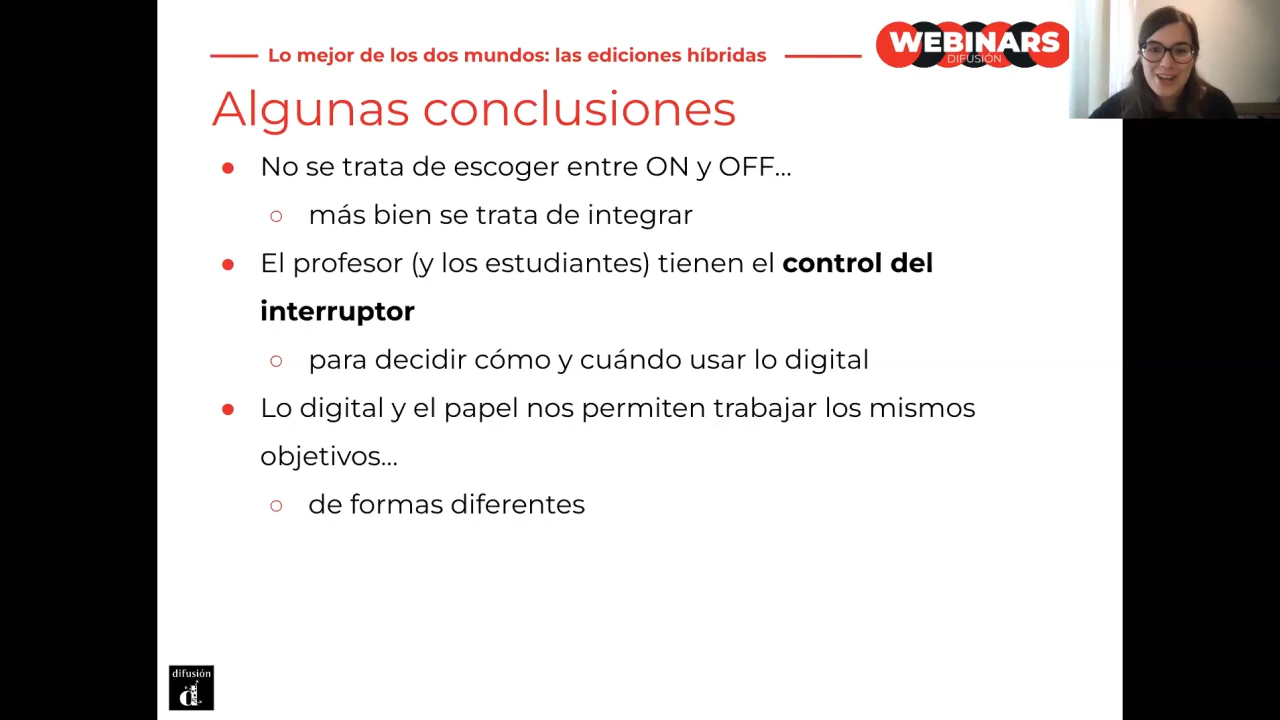 Lo mejor de los dos mundos: las ediciones híbridas
WEBINARS
DIFUSIÓN
Algunas conclusiones
● No se trata de escoger entre ON y OFF...
○ más bien se trata de integrar
● El profesor (y los estudiantes) tienen el control del
interruptor
○ para decidir cómo y cuándo usar lo digital
● Lo digital y el papel nos permiten trabajar los mismos
objetivos...
○ de formas diferentes
difusión
d